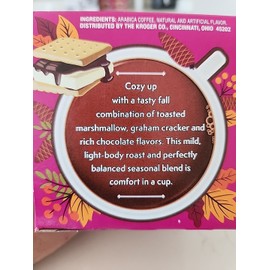 INGREDIENTS: ARABICA COFFEE, NATURAL AND ARTIFICIAL FLAVOR.
DISTRIBUTED BY THE KROGER CO., CINCINNATI, OHIO 45202
Cozy up
with a tasty fall
combination of toasted
marshmallow, graham cracker and
rich chocolate flavors. This mild,
light-body roast and perfectly
balanced seasonal blend is
comfort in a cup.